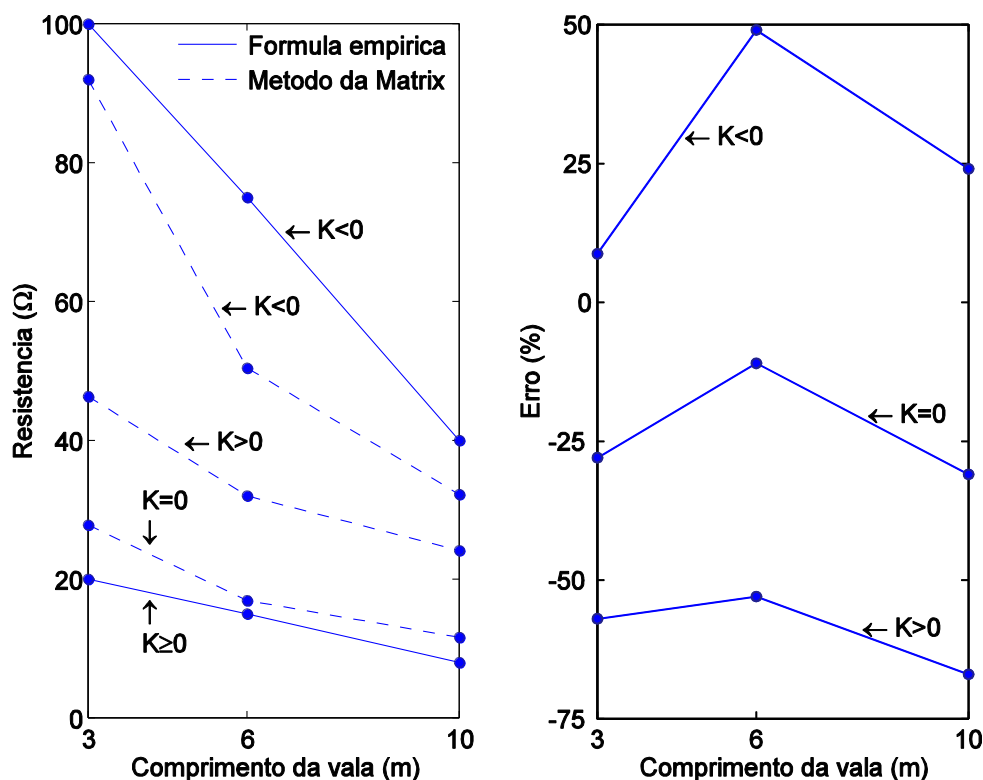 100
80
60
40
20
0
3
6
10
Resistencia (Ω)
Comprimento da vala (m)
Formula empirica
Metodo da Matrix
← K<0
← K<0
← K>0
K=0
↓
↑
K≥0
50
25
0
-25
-50
-75
3
6
10
Erro (%)
Comprimento da vala (m)
← K<0
← K=0
← K>0